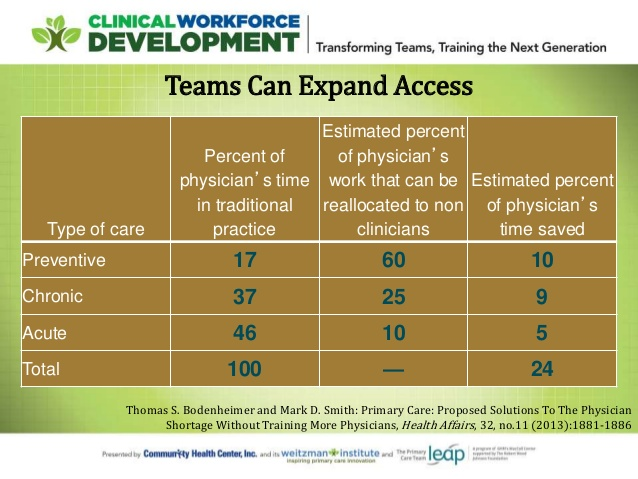 CLINICAL WORKFORCE
DEVELOPMENT
Transforming Teams, Training the Next Generation
Teams Can Expand Access
Type of care
Percent of
physician's time
in traditional
practice
Estimated percent
of physician's
work that can be
reallocated to non
clinicians
Estimated percent
of physician's
time saved
Preventive 17 60 10
Chronic 37 25 9
Acute 46 10 5
Total 100 — 24
Thomas S. Bodenheimer and Mark D. Smith: Primary Care: Proposed Solutions To The Physician
Shortage Without Training More Physicians, Health Affairs, 32, no.11 (2013):1881-1886
Presented by Community Health Center, Inc. and its weitzman institute and The Primary Care Team leap
inspiring primary care innovation